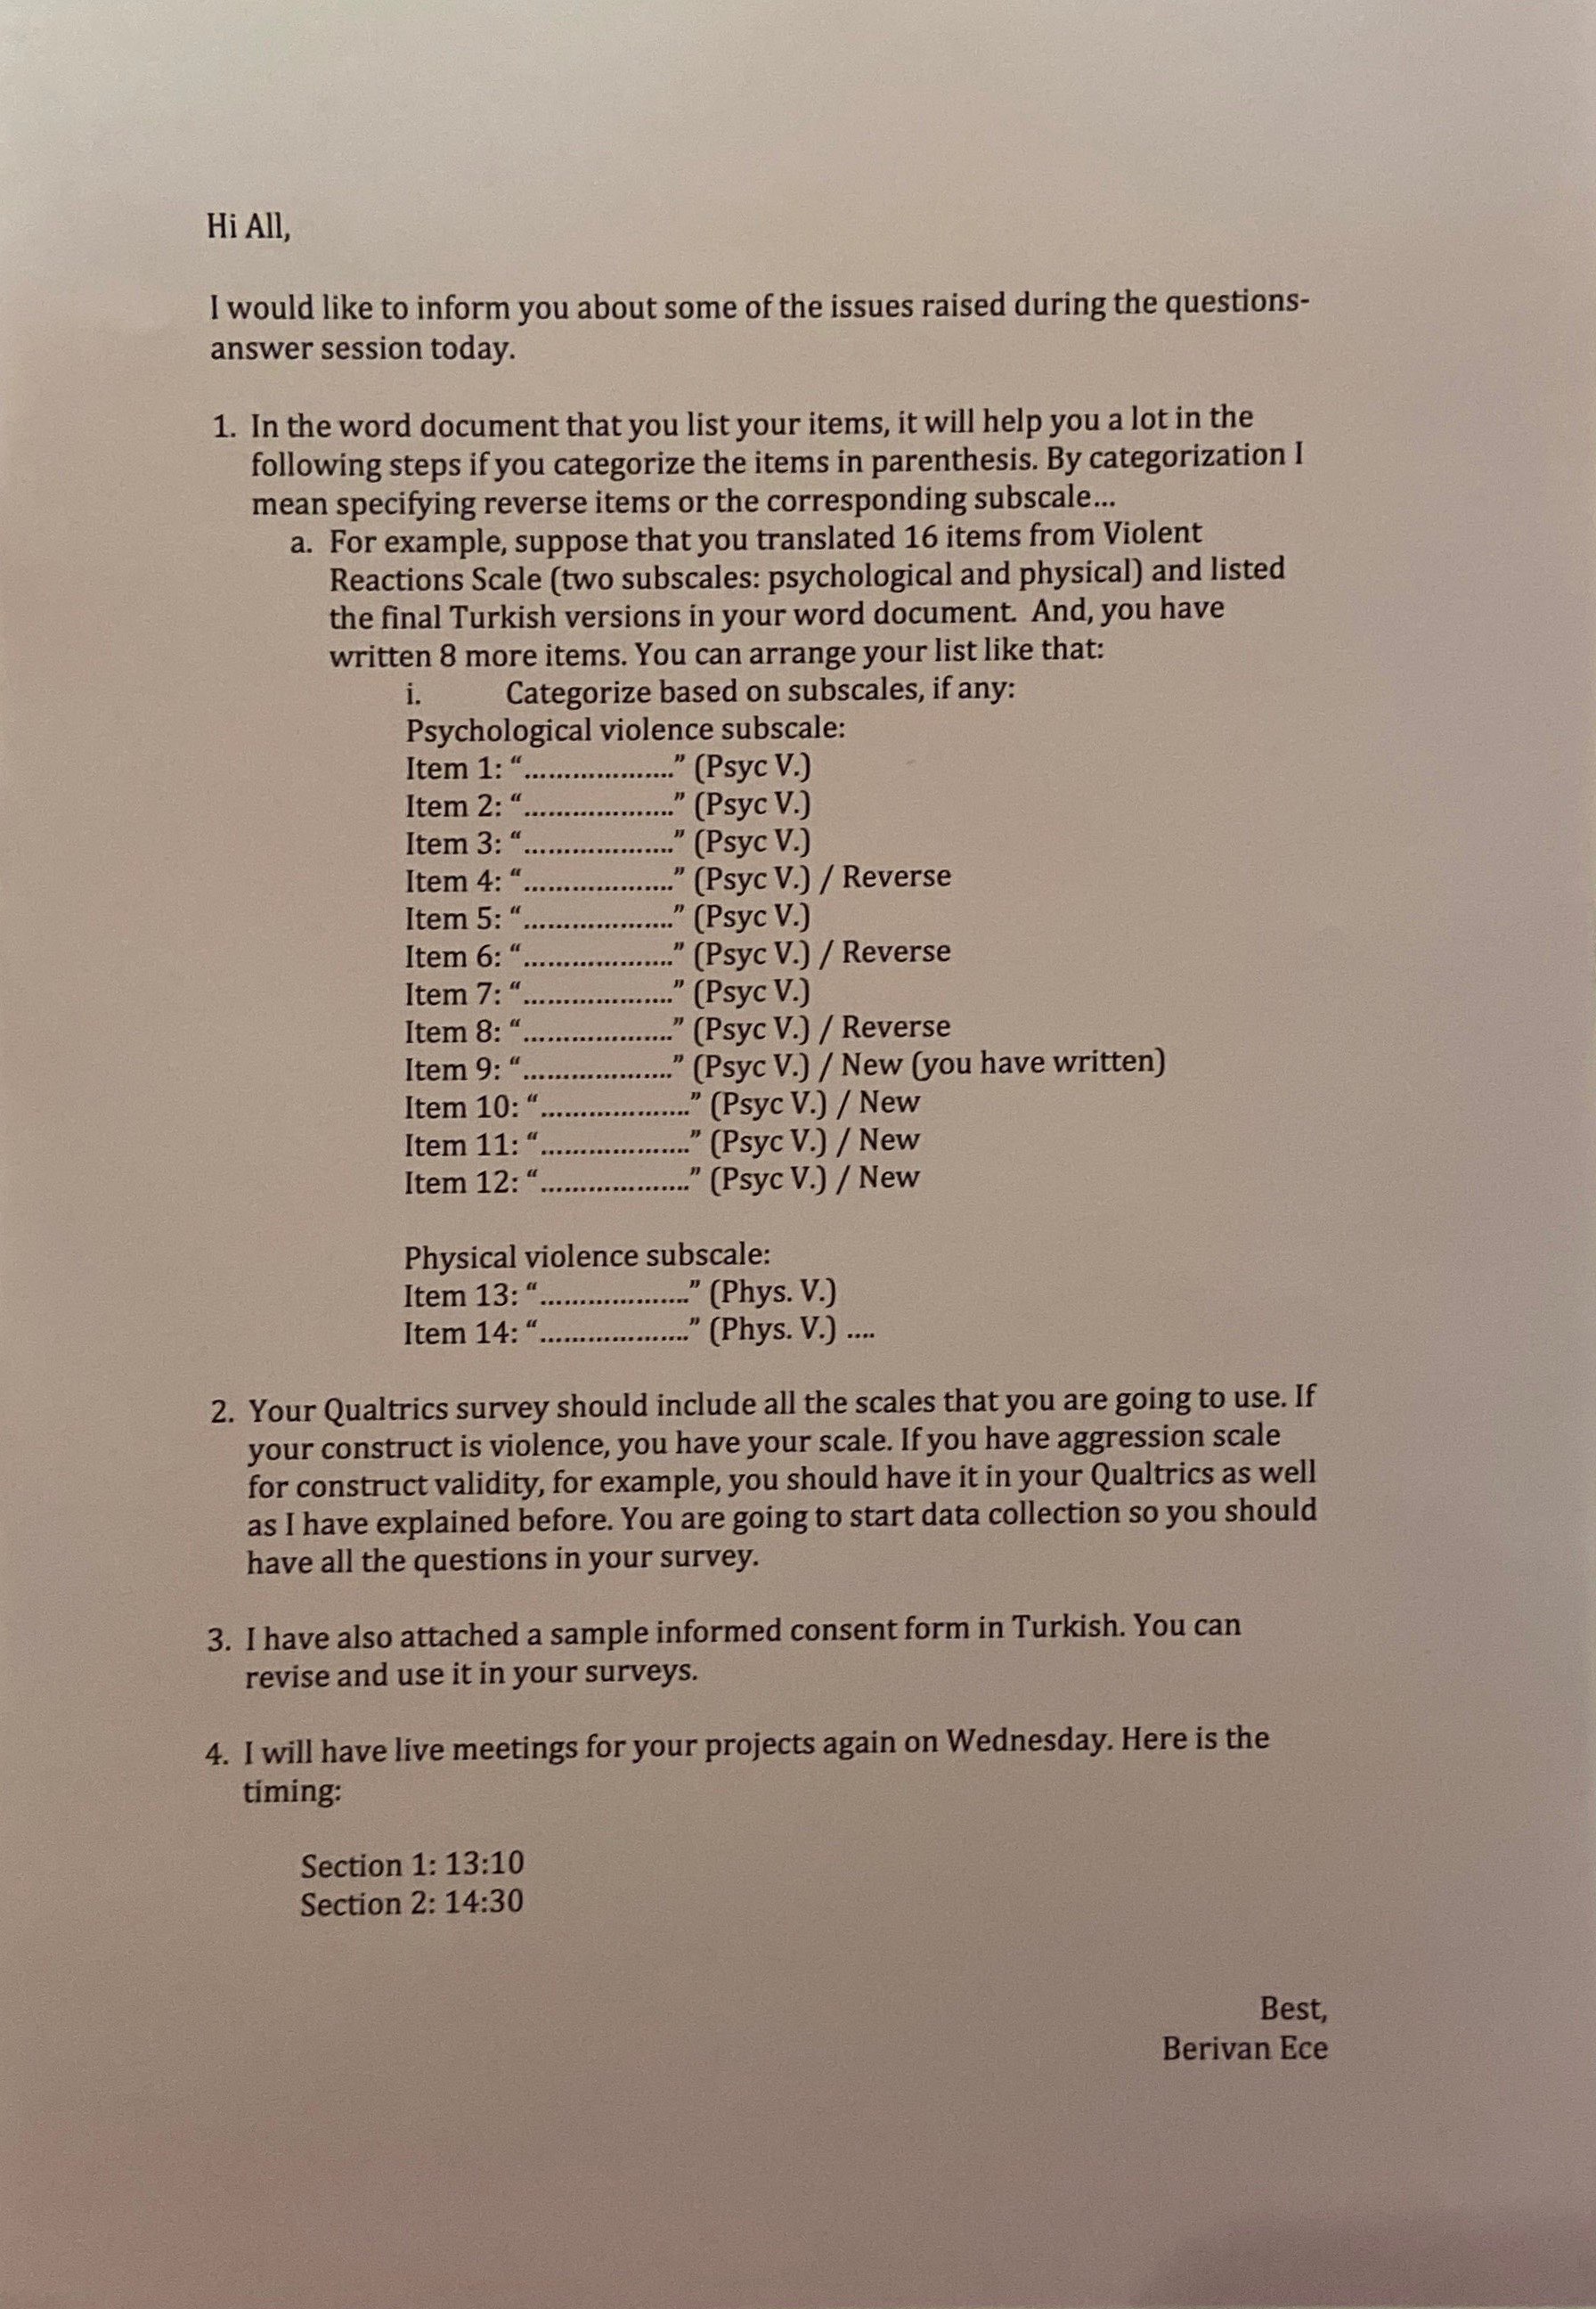 Hi All,
I would like to inform you about some of the issues raised during the questions-
answer session today.
1. In the word document that you list your items, it will help you a lot in the
following steps if you categorize the items in parenthesis. By categorization I
mean specifying reverse items or the corresponding subscale...
a. For example, suppose that you translated 16 items from Violent
Reactions Scale (two subscales: psychological and physical) and listed
the final Turkish versions in your word document. And, you have
written 8 more items. You can arrange your list like that:
i. Categorize based on subscales, if any:
Psychological violence subscale:
Item 1: “....................” (Psyc V.)
Item 2: “....................” (Psyc V.)
Item 3: “....................” (Psyc V.)
Item 4: “....................” (Psyc V.) / Reverse
Item 5: “....................” (Psyc V.)
Item 6: “....................” (Psyc V.) / Reverse
Item 7: “....................” (Psyc V.)
Item 8: “....................” (Psyc V.) / Reverse
Item 9: “....................” (Psyc V.) / New (you have written)
Item 10: “....................” (Psyc V.) / New
Item 11: “....................” (Psyc V.) / New
Item 12: “....................” (Psyc V.) / New
Physical violence subscale:
Item 13: “....................” (Phys. V.)
Item 14: “....................” (Phys. V.) ....
2. Your Qualtrics survey should include all the scales that you are going to use. If
your construct is violence, you have your scale. If you have aggression scale
for construct validity, for example, you should have it in your Qualtrics as well
as I have explained before. You are going to start data collection so you should
have all the questions in your survey.
3. I have also attached a sample informed consent form in Turkish. You can
revise and use it in your surveys.
4. I will have live meetings for your projects again on Wednesday. Here is the
timing:
Section 1: 13:10
Section 2: 14:30
Best,
Berivan Ece